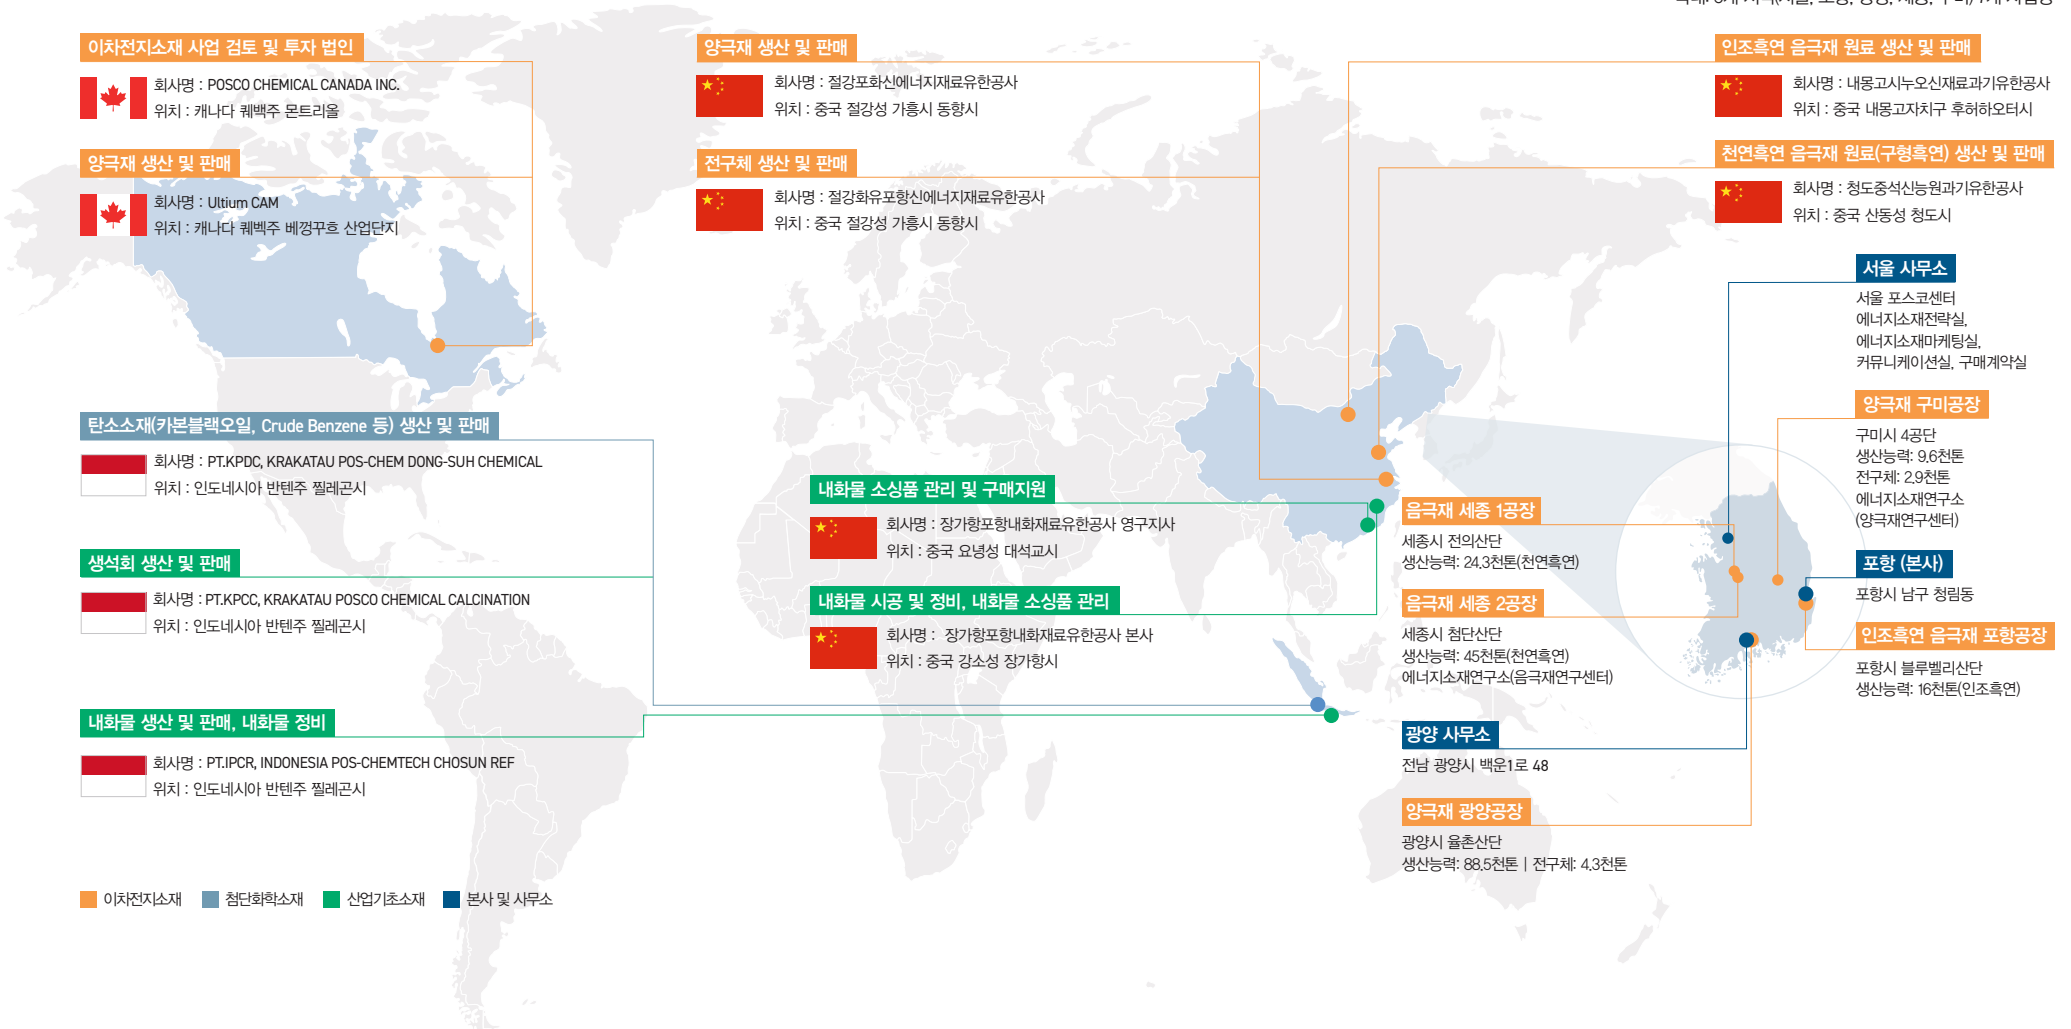 이차전지소재 사업 검토 및 투자 법인
회사명 : POSCO CHEMICAL CANADA INC.
위치 : 캐나다 퀘백주 몬트리올
양극재 생산 및 판매
회사명 : Ultium CAM
위치 : 캐나다 퀘벡주 베껑꾸흐 산업단지
양극재 생산 및 판매
회사명 : 절강포화신에너지재료유한공사
위치 : 중국 절강성 가흥시 동향시
전구체 생산 및 판매
회사명 : 절강화유포항신에너지재료유한공사
위치 : 중국 절강성 가흥시 동향시
인조흑연 음극재 원료 생산 및 판매
회사명 : 내몽고시누오신재료과기유한공사
위치 : 중국 내몽고자치구 후허하오터시
천연흑연 음극재 원료(구형흑연) 생산 및 판매
회사명 : 청도중석신능원과기유한공사
위치 : 중국 산동성 청도시
탄소소재(카본블랙오일, Crude Benzene 등) 생산 및 판매
회사명 : PT.KPDC, KRAKATAU POS-CHEM DONG-SUH CHEMICAL
위치 : 인도네시아 반텐주 찔레곤시
생석회 생산 및 판매
회사명 : PT.KPCC, KRAKATAU POSCO CHEMICAL CALCINATION
위치 : 인도네시아 반텐주 찔레곤시
내화물 생산 및 판매, 내화물 정비
회사명 : PT.IPCR, INDONESIA POS-CHEMTECH CHOSUN REF
위치 : 인도네시아 반텐주 찔레곤시
내화물 소싱품 관리 및 구매지원
회사명 : 장가항포항내화재료유한공사 영구지사
위치 : 중국 요녕성 대석교시
내화물 시공 및 정비, 내화물 소싱품 관리
회사명 : 장가항포항내화재료유한공사 본사
위치 : 중국 강소성 장가항시
서울 사무소
서울 포스코센터
에너지소재전략실,
에너지소재마케팅실,
커뮤니케이션실, 구매계약실
양극재 구미공장
구미시 4공단
생산능력: 9.6천톤
전구체: 2.9천톤
에너지소재연구소
(양극재연구센터)
음극재 세종 1공장
세종시 전의산단
생산능력: 24.3천톤(천연흑연)
음극재 세종 2공장
세종시 첨단산단
생산능력: 45천톤(천연흑연)
에너지소재연구소(음극재연구센터)
포항 (본사)
포항시 남구 청림동
인조흑연 음극재 포항공장
포항시 블루벨리산단
생산능력: 16천톤(인조흑연)
광양 사무소
전남 광양시 백운1로 48
양극재 광양공장
광양시 율촌산단
생산능력: 88.5천톤 | 전구체: 4.3천톤
이차전지소재
첨단화학소재
산업기초소재
본사 및 사무소